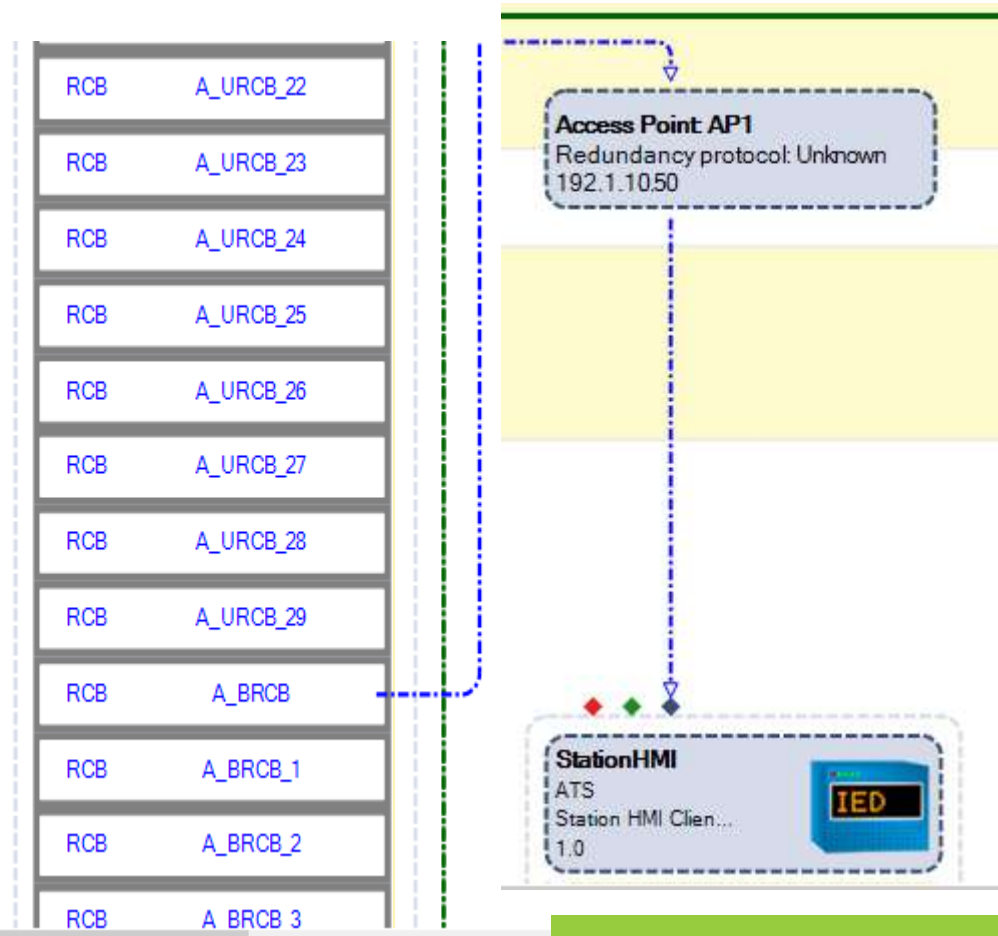 RCB A_URCB_22
RCB A_URCB_23
RCB A_URCB_24
RCB A_URCB_25
RCB A_URCB_26
RCB A_URCB_27
RCB A_URCB_28
RCB A_URCB_29
RCB A_BRCB
RCB A_BRCB_1
RCB A_BRCB_2
RCB A_BRCB_3
Access Point: AP1
Redundancy protocol: Unknown
192.1.10.50
StationHMI
ATS
Station HMI Clien...
1.0
IED